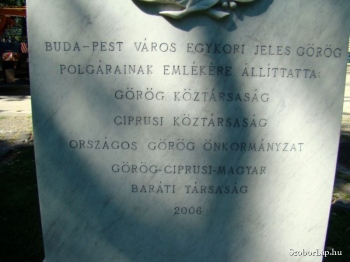 BUDA-PEST VÁROS EGYKORI JELES GÖRÖG
POLGÁRAINAK EMLÉKÉRE ÁLLÍTTATTA:
GÖRÖG KÖZTÁRSASÁG
CIPRUSI KÖZTÁRSASÁG
ORSZÁGOS GÖRÖG ÖNKORMÁNYZAT
GÖRÖG-CIPRUSI-MAGYAR
BARÁTI TÁRSASÁG
2006
SzoborLap.hu